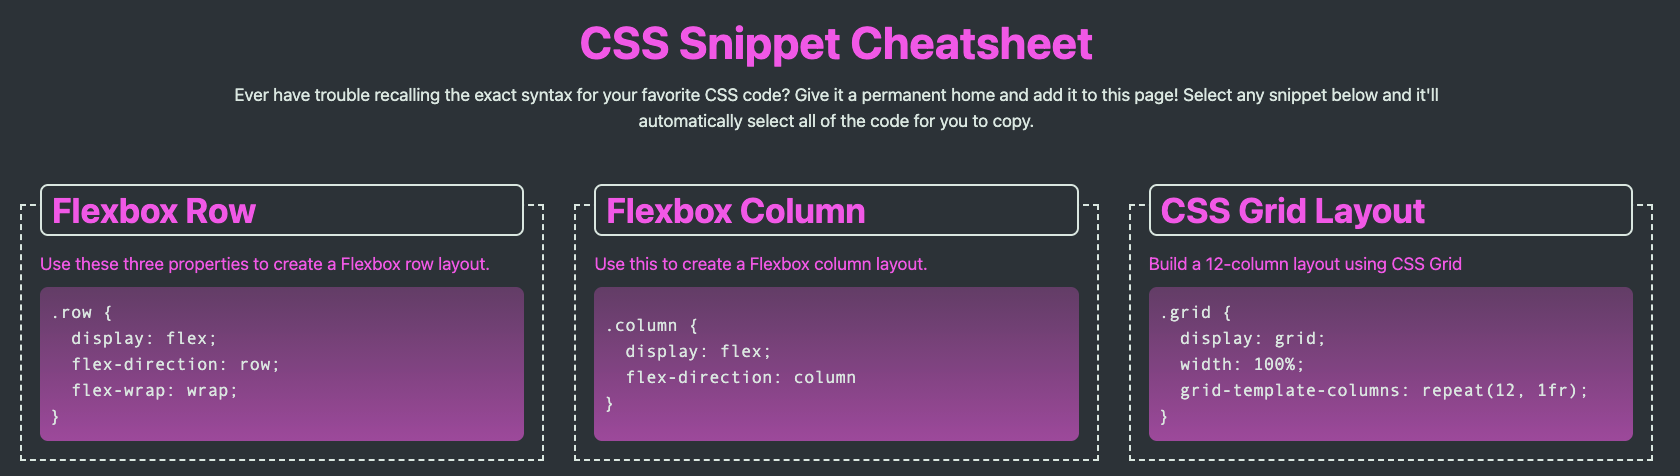 CSS Snippet Cheatsheet
Ever have trouble recalling the exact syntax for your favorite CSS code? Give it a permanent home and add it to this page! Select any snippet below and it'll
automatically select all of the code for you to copy.
Flexbox Row
Use these three properties to create a Flexbox row layout.
.row {
  display: flex;
  flex-direction: row;
  flex-wrap: wrap;
}
Flexbox Column
Use this to create a Flexbox column layout.
.column {
  display: flex;
  flex-direction: column
}
CSS Grid Layout
Build a 12-column layout using CSS Grid
.grid {
  display: grid;
  width: 100%;
  grid-template-columns: repeat(12, 1fr);
}